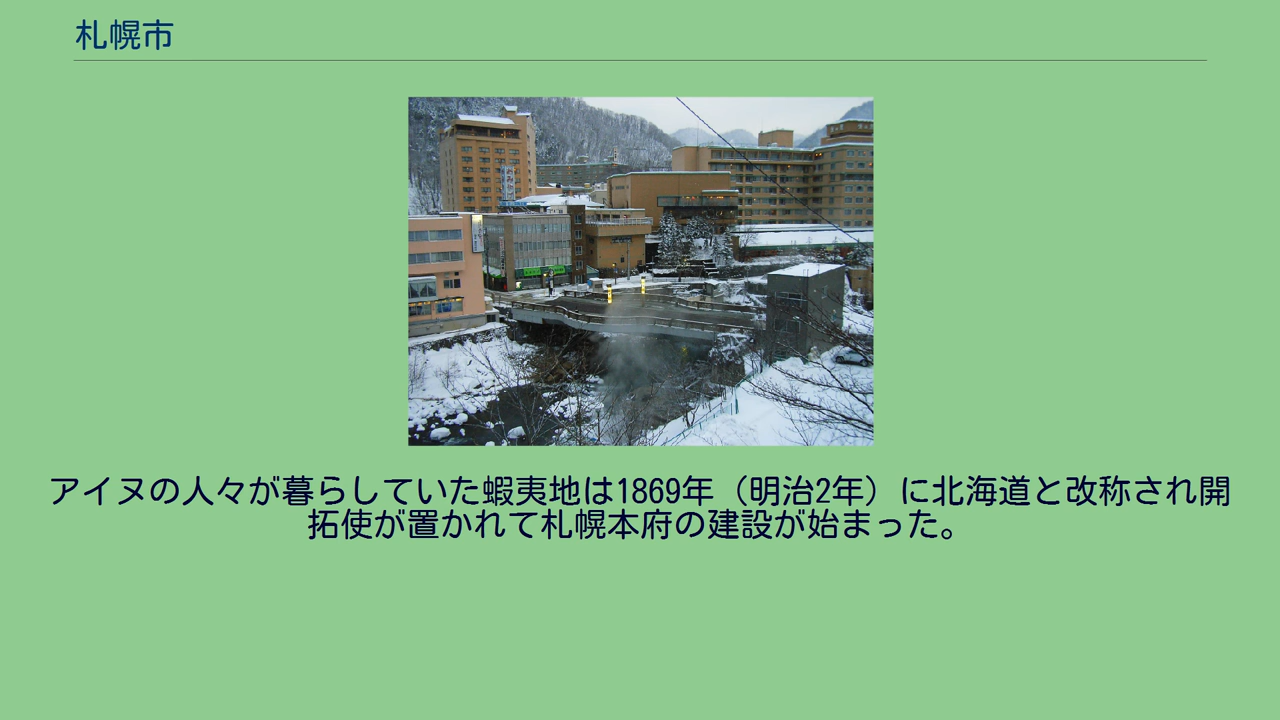 札幌市
アイヌの人々が暮らしていた蝦夷地は1869年（明治2年）に北海道と改称され開
拓使が置かれて札幌本府の建設が始まった。